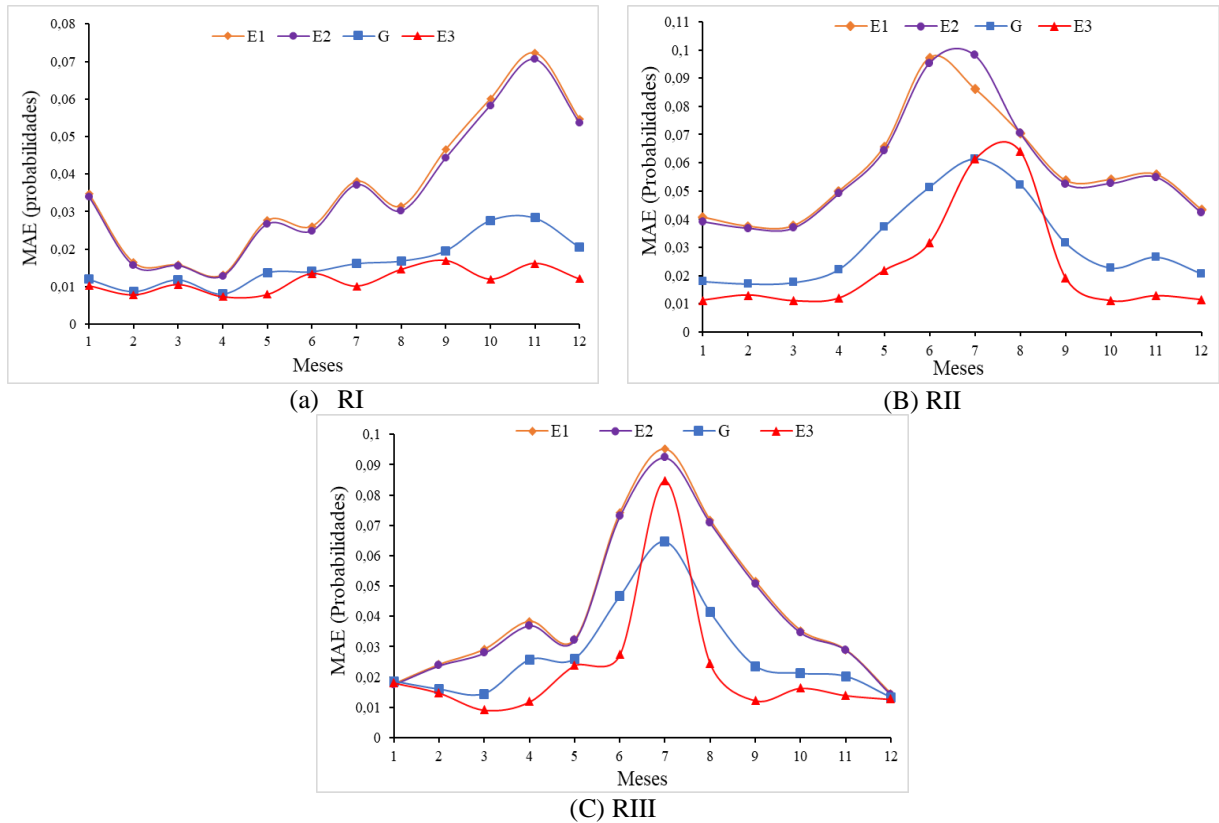 0,08
0,07
0,06
0,05
0,04
0,03
0,02
0,01
0
MAE (probabilidades)
E1 E2 G E3
1 2 3 4 5 6 7 8 9 10 11 12
Meses
(a) RI
0,11
0,1
0,09
0,08
0,07
0,06
0,05
0,04
0,03
0,02
0,01
0
MAE (Probabilidades)
E1 E2 G E3
1 2 3 4 5 6 7 8 9 10 11 12
Meses
(B) RII
0,1
0,09
0,08
0,07
0,06
0,05
0,04
0,03
0,02
0,01
0
MAE (Probabilidades)
E1 E2 G E3
1 2 3 4 5 6 7 8 9 10 11 12
Meses
(C) RIII